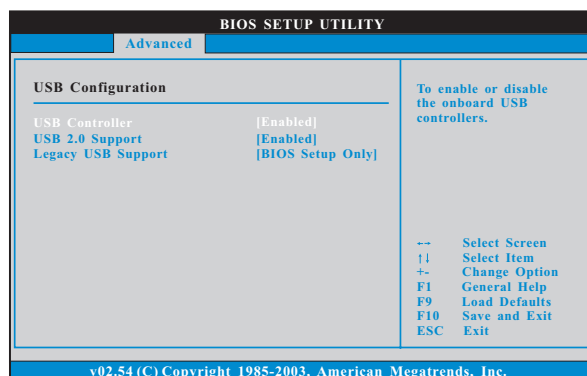 BIOS SETUP UTILITY
Advanced
USB Configuration
USB Controller [Enabled]
USB 2.0 Support [Enabled]
Legacy USB Support [BIOS Setup Only]
To enable or disable
the onboard USB
controllers.
←→ Select Screen
↑↓ Select Item
+- Change Option
F1 General Help
F9 Load Defaults
F10 Save and Exit
ESC Exit
v02.54 (C) Copyright 1985-2003, American Megatrends, Inc.